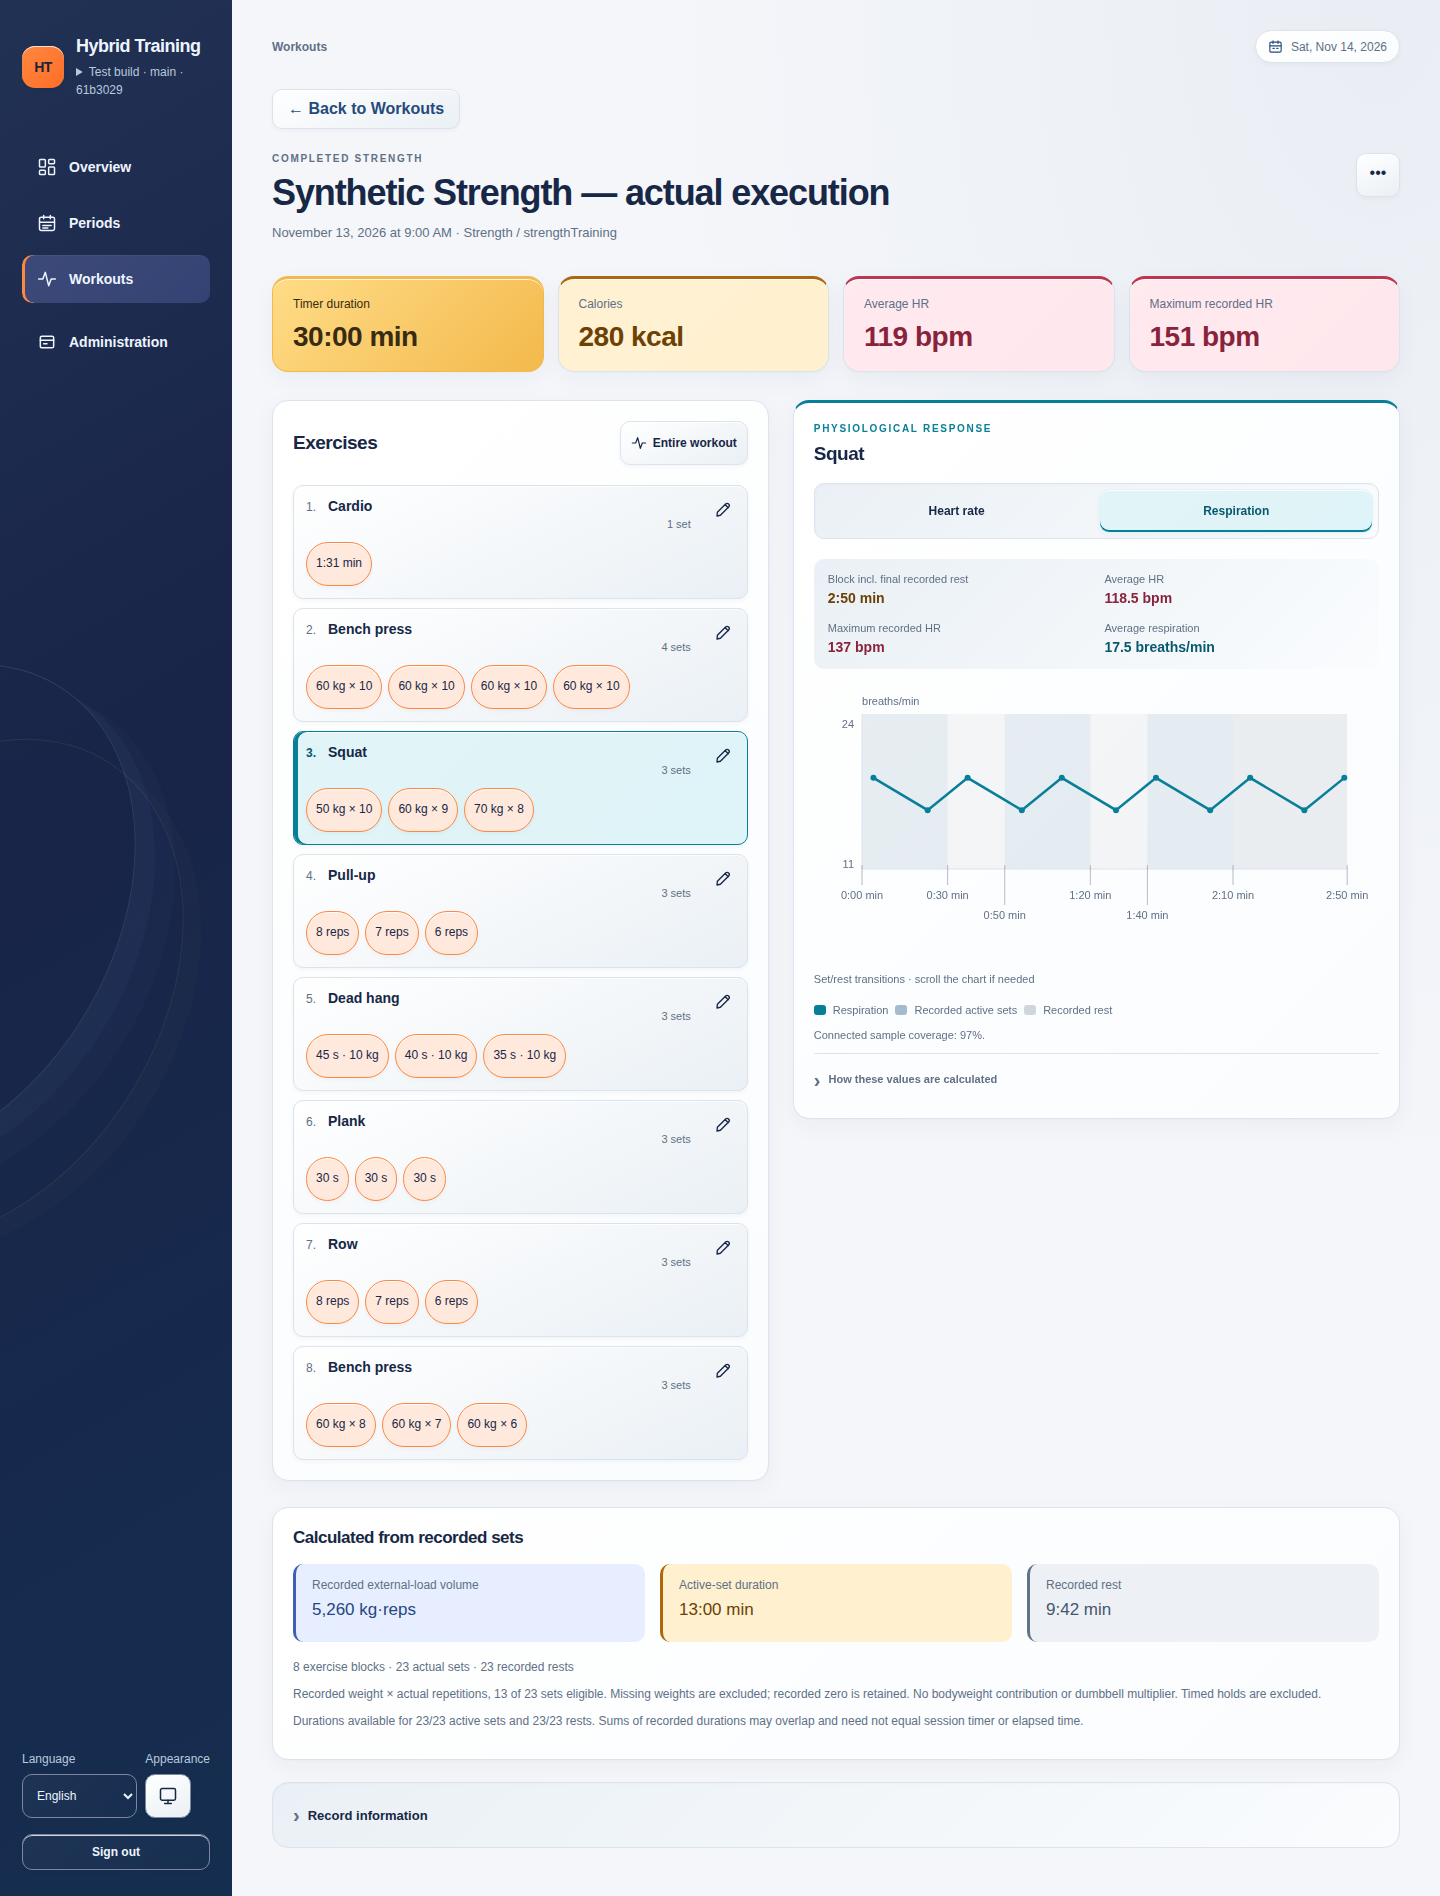 HT
Hybrid Training
Test build · main ·
61b3029
Overview
Periods
Workouts
Administration
Language
Appearance
English
Sign out
Workouts
Sat, Nov 14, 2026
← Back to Workouts
COMPLETED STRENGTH
Synthetic Strength — actual execution
•••
November 13, 2026 at 9:00 AM · Strength / strengthTraining
Timer duration
30:00 min
Calories
280 kcal
Average HR
119 bpm
Maximum recorded HR
151 bpm
Exercises
Entire workout
1. Cardio
1 set
1:31 min
2. Bench press
4 sets
60 kg × 10 60 kg × 10 60 kg × 10 60 kg × 10
3. Squat
3 sets
50 kg × 10 60 kg × 9 70 kg × 8
4. Pull-up
3 sets
8 reps 7 reps 6 reps
5. Dead hang
3 sets
45 s · 10 kg 40 s · 10 kg 35 s · 10 kg
6. Plank
3 sets
30 s 30 s 30 s
7. Row
3 sets
8 reps 7 reps 6 reps
8. Bench press
3 sets
60 kg × 8 60 kg × 7 60 kg × 6
PHYSIOLOGICAL RESPONSE
Squat
Heart rate Respiration
Block incl. final recorded rest
2:50 min
Average HR
118.5 bpm
Maximum recorded HR
137 bpm
Average respiration
17.5 breaths/min
breaths/min
24
11
0:00 min 0:30 min 1:20 min 2:10 min 2:50 min
0:50 min 1:40 min
Set/rest transitions · scroll the chart if needed
Respiration Recorded active sets Recorded rest
Connected sample coverage: 97%.
› How these values are calculated
Calculated from recorded sets
Recorded external-load volume
5,260 kg·reps
Active-set duration
13:00 min
Recorded rest
9:42 min
8 exercise blocks · 23 actual sets · 23 recorded rests
Recorded weight × actual repetitions, 13 of 23 sets eligible. Missing weights are excluded; recorded zero is retained. No bodyweight contribution or dumbbell multiplier. Timed holds are excluded.
Durations available for 23/23 active sets and 23/23 rests. Sums of recorded durations may overlap and need not equal session timer or elapsed time.
› Record information